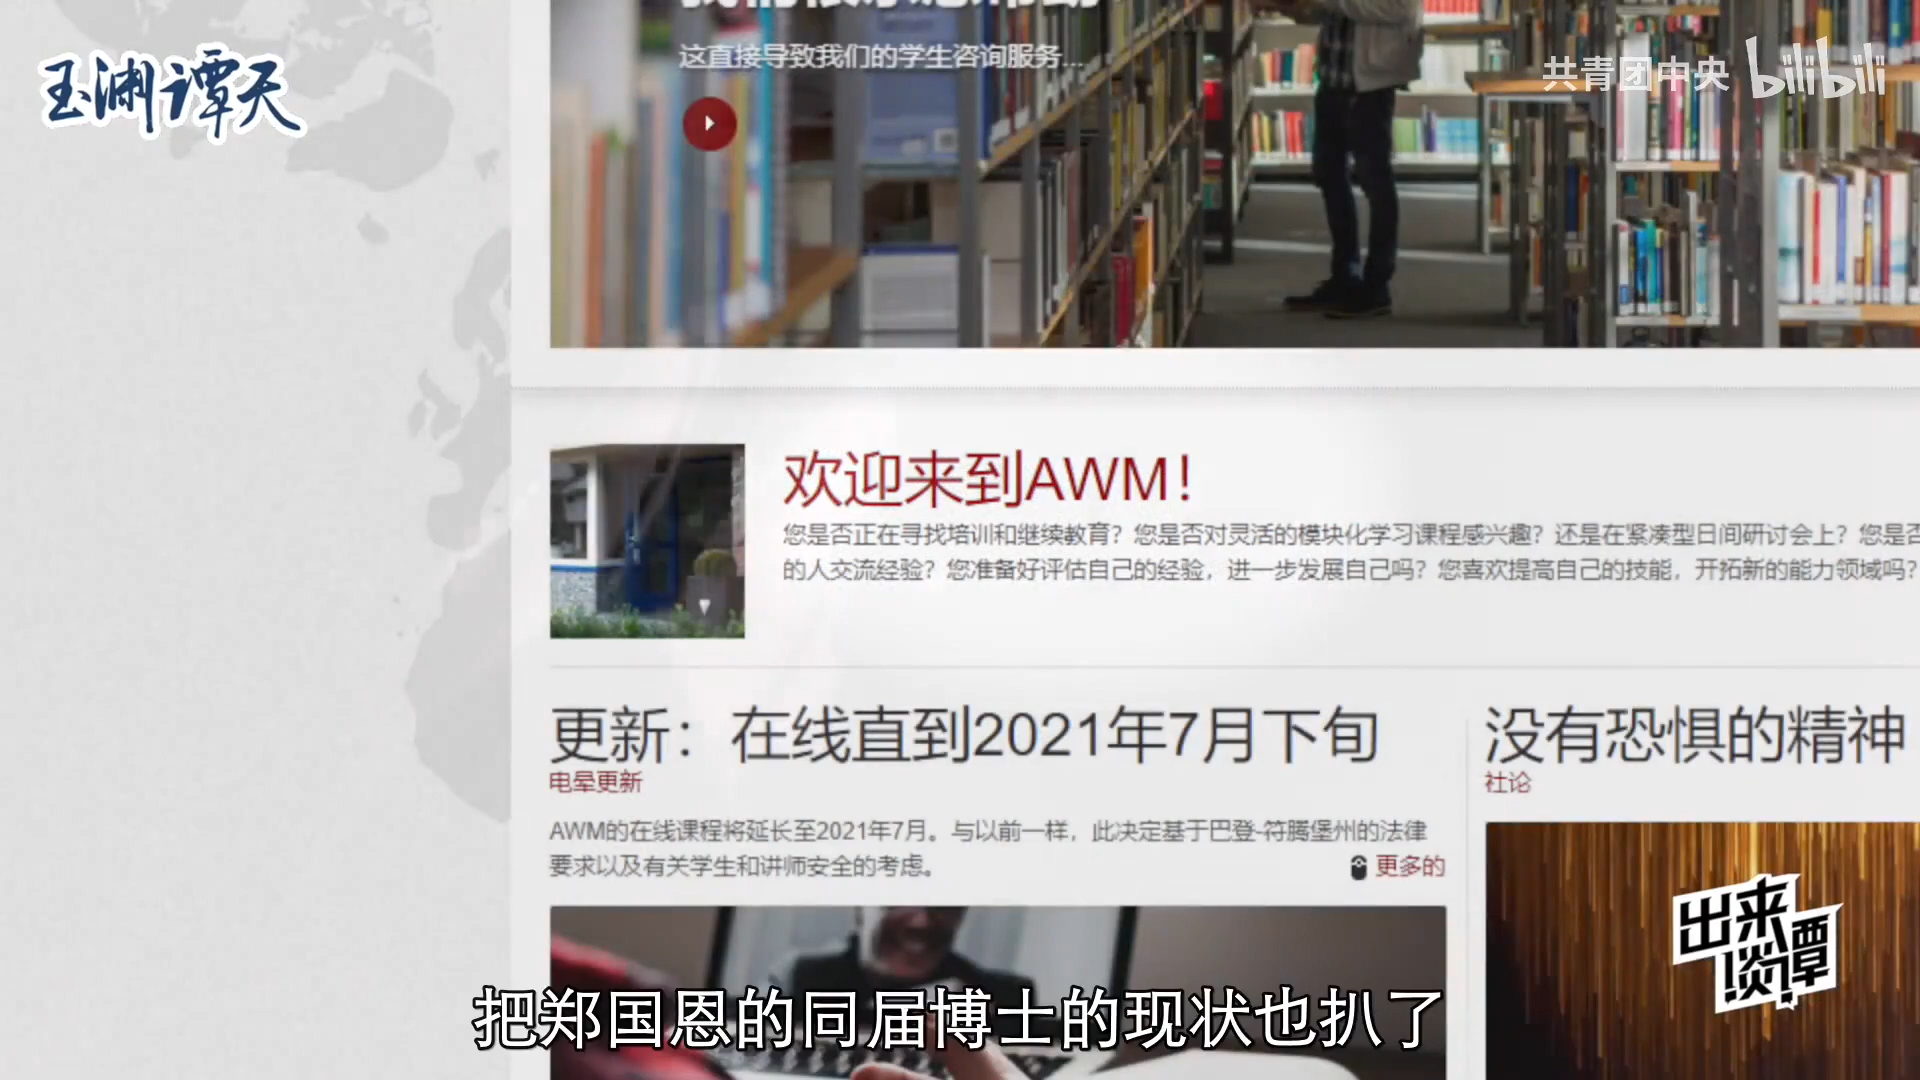 玉渊谭天
这直接导致我们的学生咨询服务...
共青团中央 bilibili
欢迎来到AWM！
您是否正在寻找培训和继续教育？您是否对灵活的模块化学习课程感兴趣？还是在紧凑型日间研讨会上？您是否
的人交流经验？您准备好评估自己的经验，进一步发展自己吗？您喜欢提高自己的技能，开拓新的能力领域吗？
更新：在线直到2021年7月下旬
电晕更新
AWM的在线课程将延长至2021年7月。与以前一样，此决定基于巴登-符腾堡州的法律
要求以及有关学生和讲师安全的考虑。
更多的
没有恐惧的精神
社论
出来
谈谭
把郑国恩的同届博士的现状也扒了